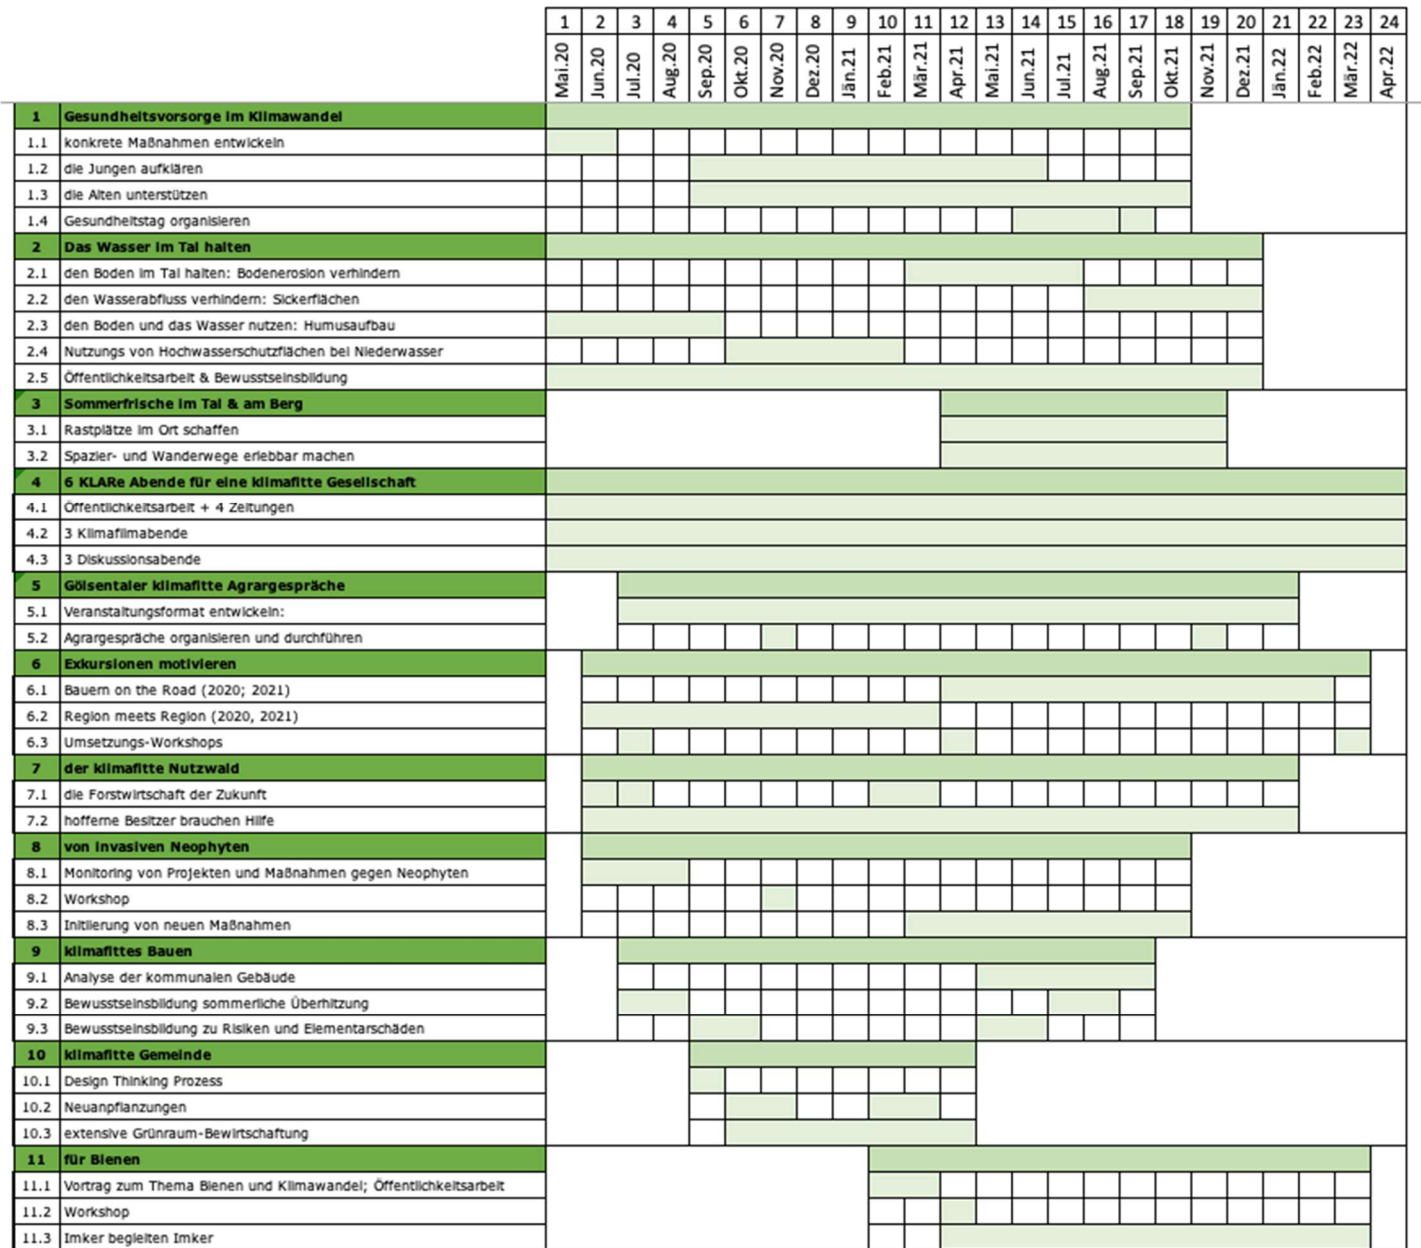 1 2 3 4 5 6 7 8 9 10 11 12 13 14 15 16 17 18 19 20 21 22 23 24
Mai.20 Jun.20 Jul.20 Aug.20 Sep.20 Okt.20 Nov.20 Dez.20 Jän.21 Feb.21 Mär.21 Apr.21 Mai.21 Jun.21 Jul.21 Aug.21 Sep.21 Okt.21 Nov.21 Dez.21 Jän.22 Feb.22 Mär.22 Apr.22
1 Gesundheitsvorsorge im Klimawandel
1.1 konkrete Maßnahmen entwickeln
1.2 die Jungen aufklären
1.3 die Alten unterstützen
1.4 Gesundheitstag organisieren
2 Das Wasser im Tal halten
2.1 den Boden im Tal halten: Bodenerosion verhindern
2.2 den Wasserabfluss verhindern: Sickerflächen
2.3 den Boden und das Wasser nutzen: Humusaufbau
2.4 Nutzungs von Hochwasserschutzflächen bei Niederwasser
2.5 Öffentlichkeitsarbeit & Bewusstseinsbildung
3 Sommerfrische im Tal & am Berg
3.1 Rastplätze im Ort schaffen
3.2 Spazier- und Wanderwege erlebbar machen
4 6 KLARe Abende für eine klimafitte Gesellschaft
4.1 Öffentlichkeitsarbeit + 4 Zeitungen
4.2 3 Klimafilmabende
4.3 3 Diskussionsabende
5 Gölsentaler klimafitte Agrargespräche
5.1 Veranstaltungsformat entwickeln:
5.2 Agrargespräche organisieren und durchführen
6 Exkursionen motivieren
6.1 Bauern on the Road (2020; 2021)
6.2 Region meets Region (2020, 2021)
6.3 Umsetzungs-Workshops
7 der klimafitte Nutzwald
7.1 die Forstwirtschaft der Zukunft
7.2 hofferne Besitzer brauchen Hilfe
8 von invasiven Neophyten
8.1 Monitoring von Projekten und Maßnahmen gegen Neophyten
8.2 Workshop
8.3 Initiierung von neuen Maßnahmen
9 klimafittes Bauen
9.1 Analyse der kommunalen Gebäude
9.2 Bewusstseinsbildung sommerliche Überhitzung
9.3 Bewusstseinsbildung zu Risiken und Elementarschäden
10 klimafitte Gemeinde
10.1 Design Thinking Prozess
10.2 Neuanpflanzungen
10.3 extensive Grünraum-Bewirtschaftung
11 für Bienen
11.1 Vortrag zum Thema Bienen und Klimawandel; Öffentlichkeitsarbeit
11.2 Workshop
11.3 Imker begleiten Imker